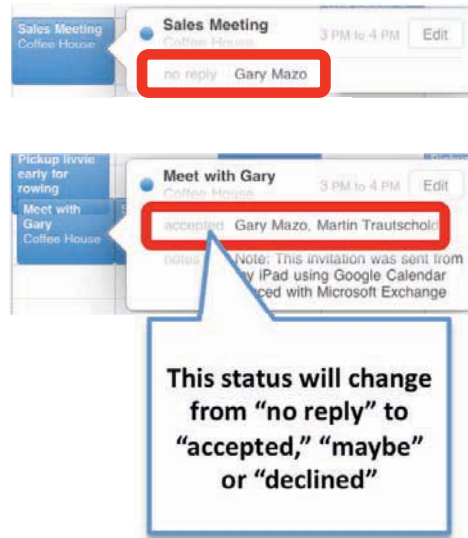 Sales Meeting
Coffee House
Sales Meeting
Coffee House
3 PM to 4 PM
Edit
no reply Gary Mazo
Pickup livvie
early for
rowing
Meet with
Gary
Coffee House
Meet with Gary
Coffee House
3 PM to 4 PM
Edit
accepted Gary Mazo, Martin Trautschold
notes Note: This invitation was sent from
iPad using Google Calendar
with Microsoft Exchange
This status will change
from “no reply” to
“accepted,” “maybe”
or “declined”